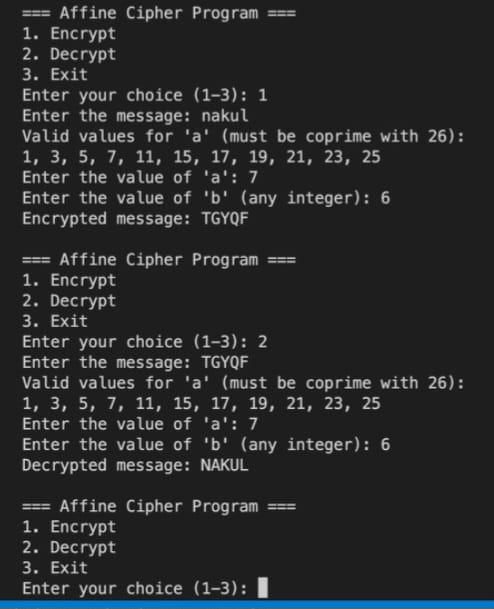 === Affine Cipher Program ===
1. Encrypt
2. Decrypt
3. Exit
Enter your choice (1-3): 1
Enter the message: nakul
Valid values for 'a' (must be coprime with 26):
1, 3, 5, 7, 11, 15, 17, 19, 21, 23, 25
Enter the value of 'a': 7
Enter the value of 'b' (any integer): 6
Encrypted message: TGYQF

=== Affine Cipher Program ===
1. Encrypt
2. Decrypt
3. Exit
Enter your choice (1-3): 2
Enter the message: TGYQF
Valid values for 'a' (must be coprime with 26):
1, 3, 5, 7, 11, 15, 17, 19, 21, 23, 25
Enter the value of 'a': 7
Enter the value of 'b' (any integer): 6
Decrypted message: NAKUL

=== Affine Cipher Program ===
1. Encrypt
2. Decrypt
3. Exit
Enter your choice (1-3):